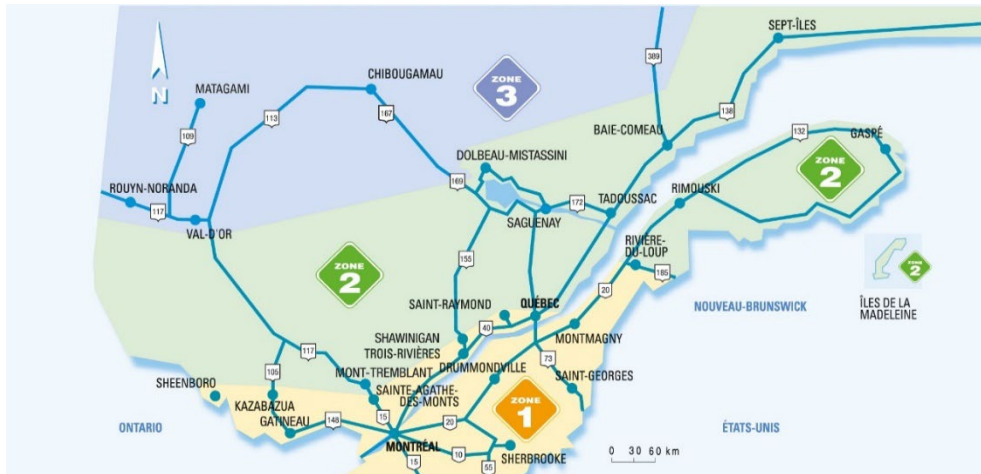 SEPT-ÎLES
389
MATAGAMI
CHIBOUGAMAU
ZONE
3
138
N
113
167
109
BAIE-COMEAU
132
GASPÉ
DOLBEAU-MISTASSINI
ZONE
2
169
ROUYN-NORANDA
RIMOUSKI
TADOUSSAC
172
117
SAGUENAY
VAL-D'OR
RIVIÈRE-
DU-LOUP
155
ZONE
2
185
ZONE
2
20
SAINT-RAYMOND
QUÉBEC
NOUVEAU-BRUNSWICK
ÎLES DE LA
MADELEINE
40
SHAWINIGAN
MONTMAGNY
117
TROIS-RIVIÈRES
73
105
MONT-TREMBLANT
DRUMMONDVILLE
SHEENBORO
SAINT-GEORGES
SAINTE-AGATHE-
DES-MONTS
KAZABAZUA
15
ZONE
1
GATINEAU
148
20
ONTARIO
ÉTATS-UNIS
MONTRÉAL
SHERBROOKE
10
0 30 60 km
15
55